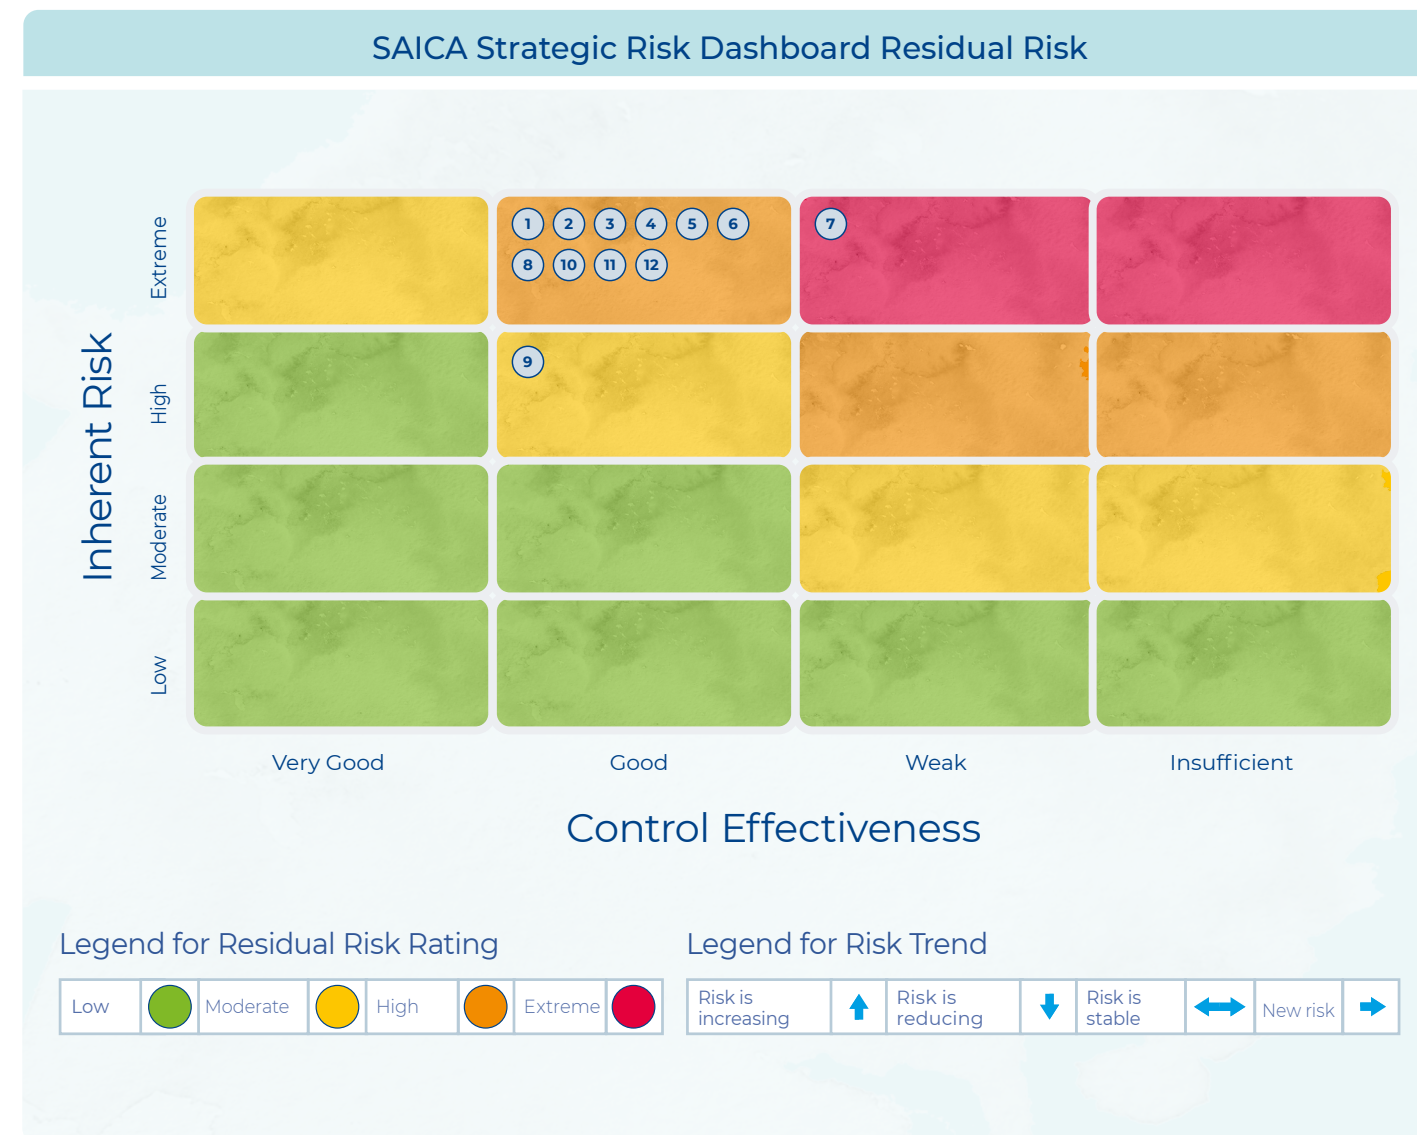 SAICA Strategic Risk Dashboard Residual Risk
Inherent Risk
Extreme
1 2 3 4 5 6
8 10 11 12
7
High
9
Moderate
Low
Very Good
Good
Weak
Insufficient
Control Effectiveness
Legend for Residual Risk Rating
Low
Moderate
High
Extreme
Legend for Risk Trend
Risk is
increasing
Risk is
reducing
Risk is
stable
New risk